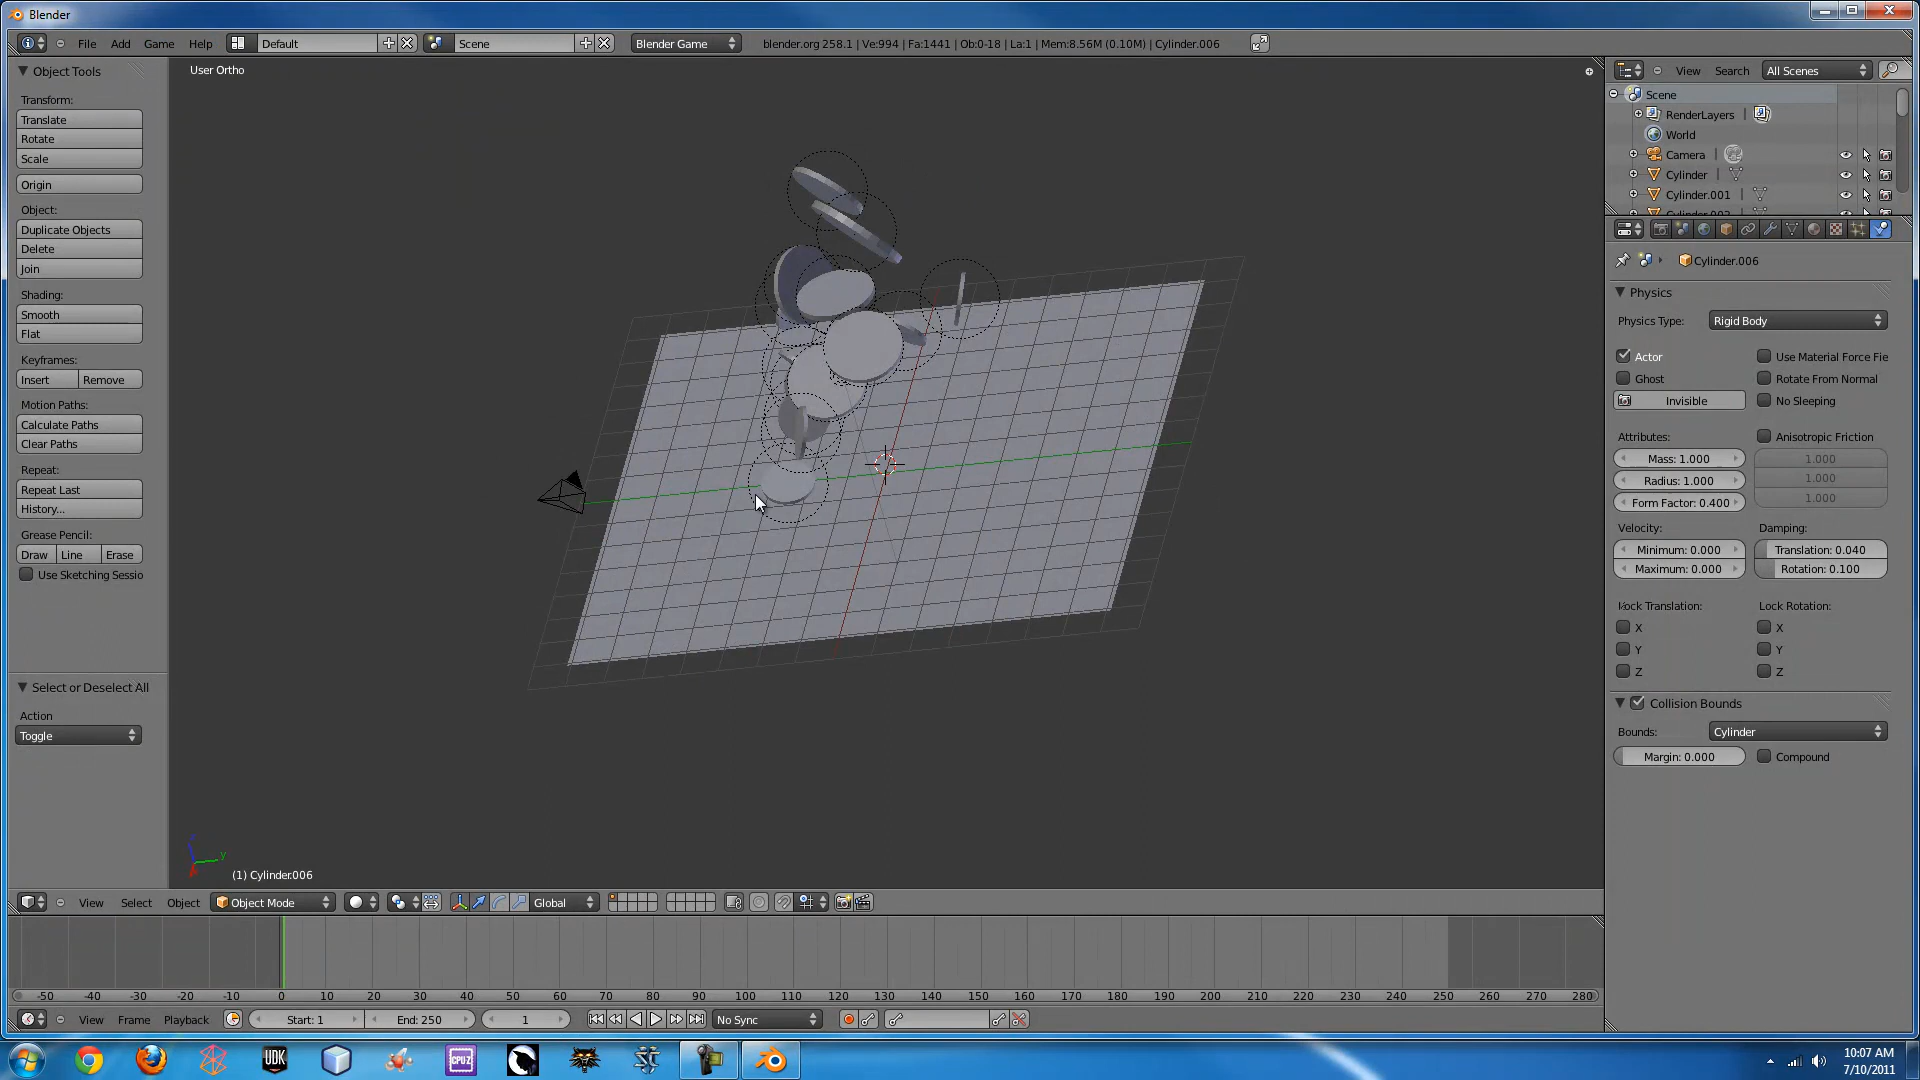 Blender
File Add Game Render Help Default Scene Blender Game blender.org 258.1 | Ve:994 | Fa:1441 | Ob:0-18 | La:1 | Mem:8.56M (0.10M) | Cylinder.006
Object Tools
Transform:
Translate
Rotate
Scale
Origin
Object:
Duplicate Objects
Delete
Join
Shading:
Smooth
Flat
Keyframes:
Insert Remove
Motion Paths:
Calculate Paths
Clear Paths
Repeat:
Repeat Last
History...
Grease Pencil:
Draw Line Erase
Use Sketching Sessio
Select or Deselect All
Action
Toggle
User Ortho
y
(1) Cylinder.006
View Search All Scenes
Scene
RenderLayers |
World
Camera |
Cylinder |
Cylinder.001 |
Cylinder.006
Physics
Physics Type: Rigid Body
Actor Use Material Force Fie
Ghost Rotate From Normal
Invisible No Sleeping
Attributes: Anisotropic Friction
Mass: 1.000 1.000
Radius: 1.000 1.000
Form Factor: 0.400 1.000
Velocity: Damping:
Minimum: 0.000 Translation: 0.040
Maximum: 0.000 Rotation: 0.100
Lock Translation: Lock Rotation:
X X
Y Y
Z Z
Collision Bounds
Bounds: Cylinder
Margin: 0.000 Compound
View Select Object Object Mode Global
-50 -40 -30 -20 -10 0 10 20 30 40 50 60 70 80 90 100 110 120 130 140 150 160 170 180 190 200 210 220 230 240 250 260 270 280
View Frame Playback Start: 1 End: 250 1 No Sync
UDK CPU-Z
10:07 AM
7/10/2011